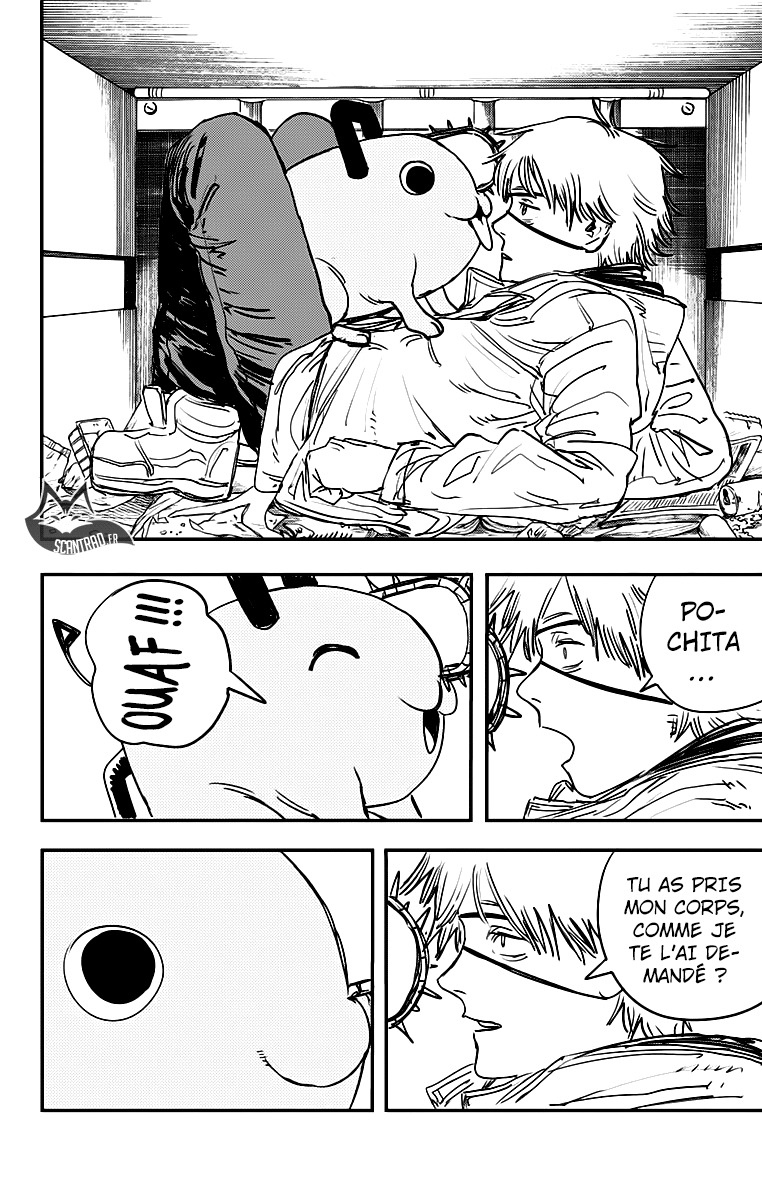 SCANTRAD.FR
PO-
CHITA
...
OUAF !!!
TU AS PRIS
MON CORPS,
COMME JE
TE L'AI DE-
MANDÉ ?